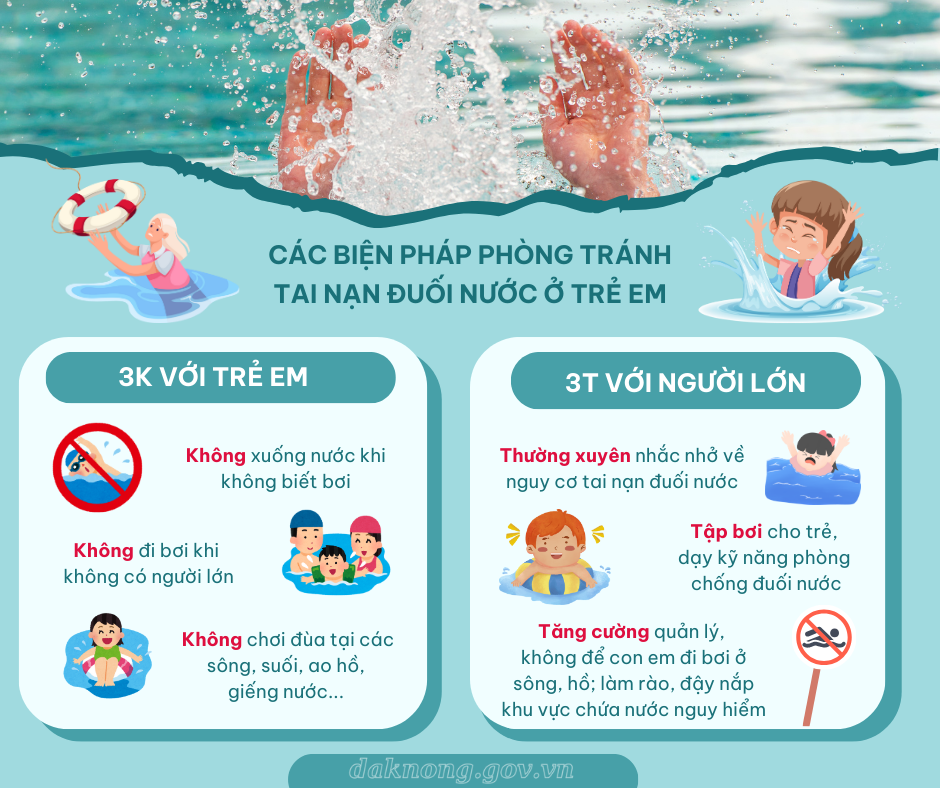 CÁC BIỆN PHÁP PHÒNG TRÁNH
TAI NẠN ĐUỐI NƯỚC Ở TRẺ EM
3K VỚI TRẺ EM
Không xuống nước khi
không biết bơi
Không đi bơi khi
không có người lớn
Không chơi đùa tại các
sông, suối, ao hồ,
giếng nước...
3T VỚI NGƯỜI LỚN
Thường xuyên nhắc nhở về
nguy cơ tai nạn đuối nước
Tập bơi cho trẻ,
dạy kỹ năng phòng
chống đuối nước
Tăng cường quản lý,
không để con em đi bơi ở
sông, hồ; làm rào, đậy nắp
khu vực chứa nước nguy hiểm
daknong.gov.vn